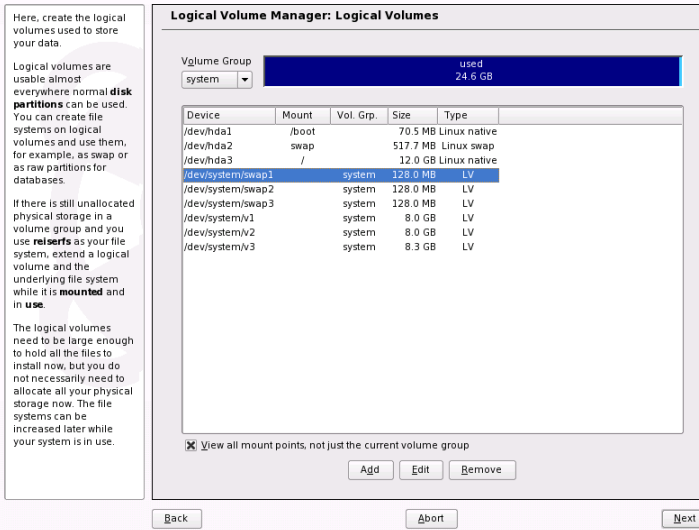 Here, create the logical
volumes used to store
your data.
Logical volumes are
usable almost
everywhere normal disk
partitions can be used.
You can create file
systems on logical
volumes and use them,
for example, as swap or
as raw partitions for
databases.
If there is still unallocated
physical storage in a
volume group and you
use reiserfs as your file
system, extend a logical
volume and the
underlying file system
while it is mounted and
in use.
The logical volumes
need to be large enough
to hold all the files to
install now, but you do
not necessarily need to
allocate all your physical
storage now. The file
systems can be
increased later while
your system is in use.
Logical Volume Manager: Logical Volumes
Volume Group
system
used
24.6 GB
Device Mount Vol. Grp. Size Type
/dev/hda1 /boot 70.5 MB Linux native
/dev/hda2 swap 517.7 MB Linux swap
/dev/hda3 / 12.0 GB Linux native
/dev/system/swap1 system 128.0 MB LV
/dev/system/swap2 system 128.0 MB LV
/dev/system/swap3 system 128.0 MB LV
/dev/system/v1 system 8.0 GB LV
/dev/system/v2 system 8.0 GB LV
/dev/system/v3 system 8.3 GB LV
View all mount points, not just the current volume group
Add Edit Remove
Back Abort Next